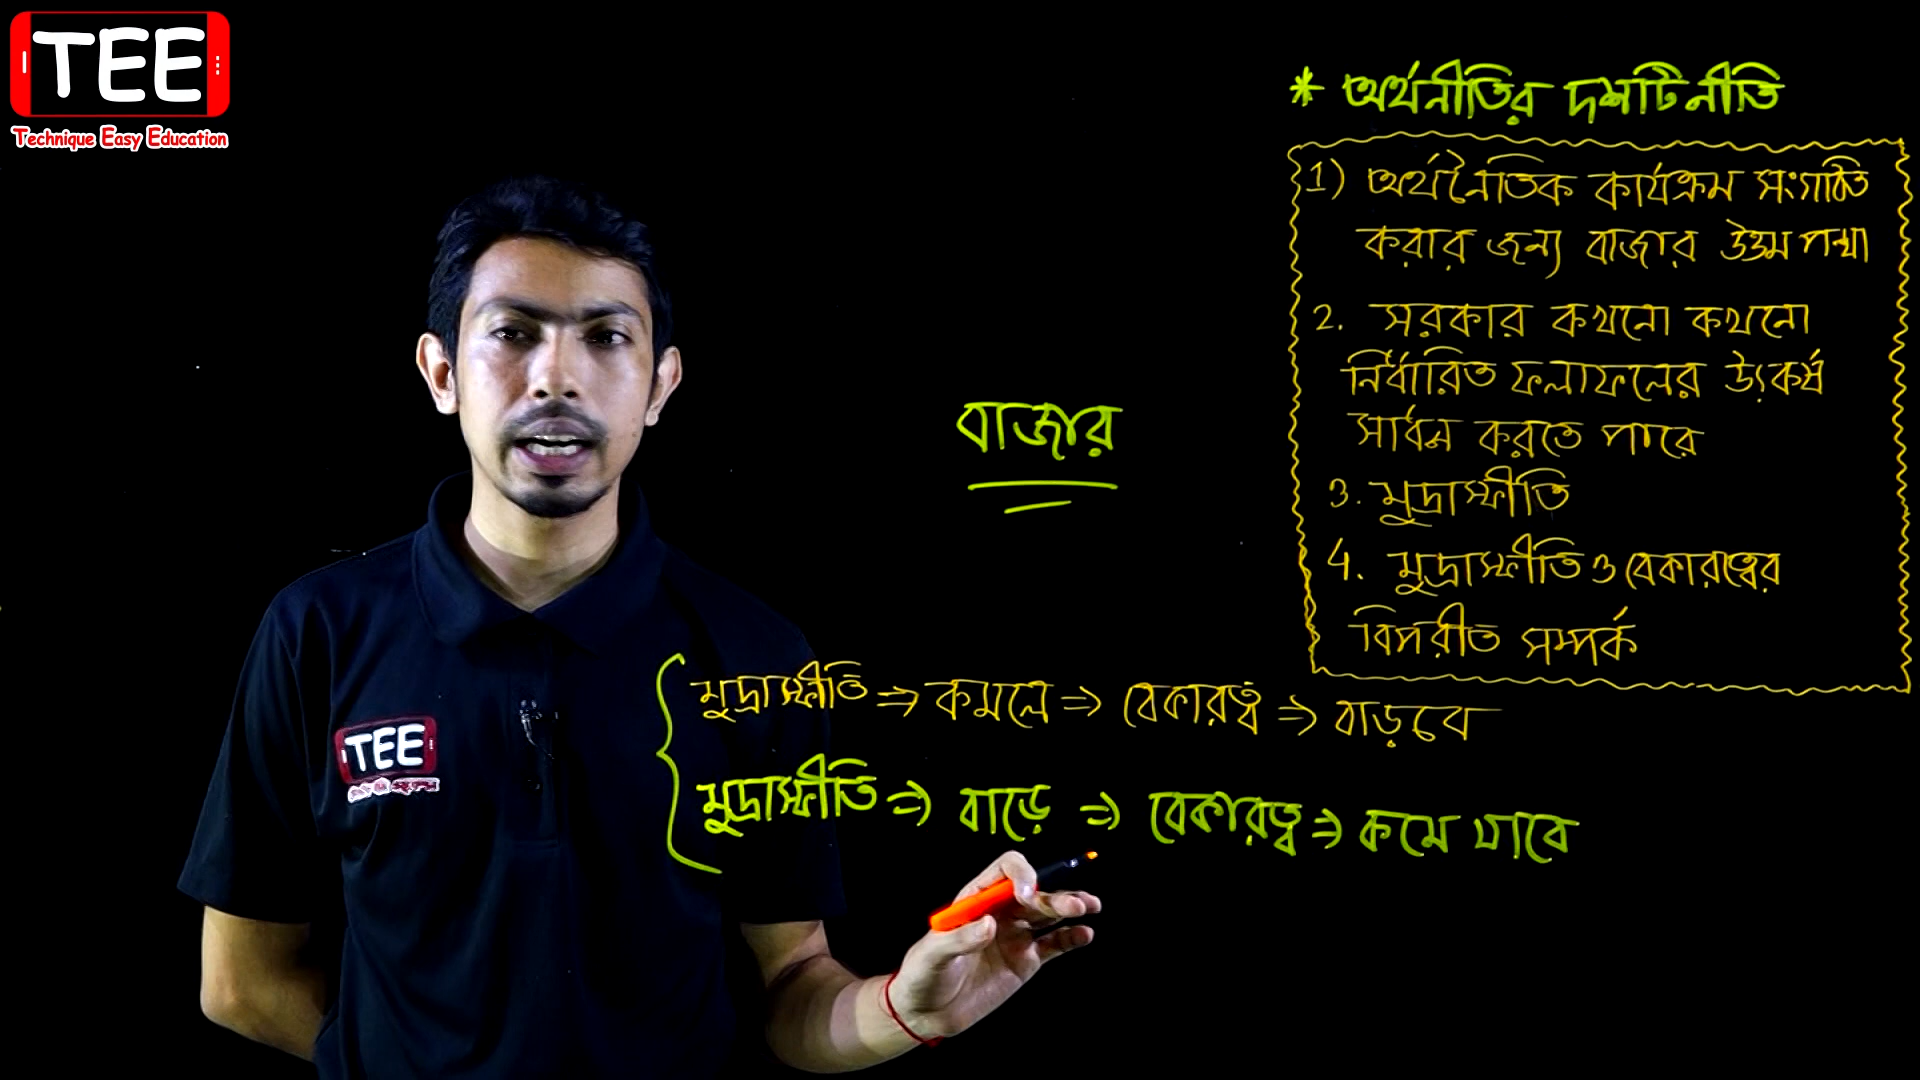 TEE
Technique Easy Education
* অর্থনীতির দশটি নীতি
1) অর্থনৈতিক কার্যক্রম সংগঠিত
করার জন্য বাজার উত্তম পন্থা
2. সরকার কখনো কখনো
নির্ধারিত ফলাফলের উৎকর্ষ
সাধন করতে পারে
3. মুদ্রাস্ফীতি
4. মুদ্রাস্ফীতি ও বেকারত্বের
বিপরীত সম্পর্ক
বাজার
মুদ্রাস্ফীতি ⇒ কমলে ⇒ বেকারত্ব ⇒ বাড়বে
মুদ্রাস্ফীতি ⇒ বাড়ে ⇒ বেকারত্ব ⇒ কমে যাবে
TEE